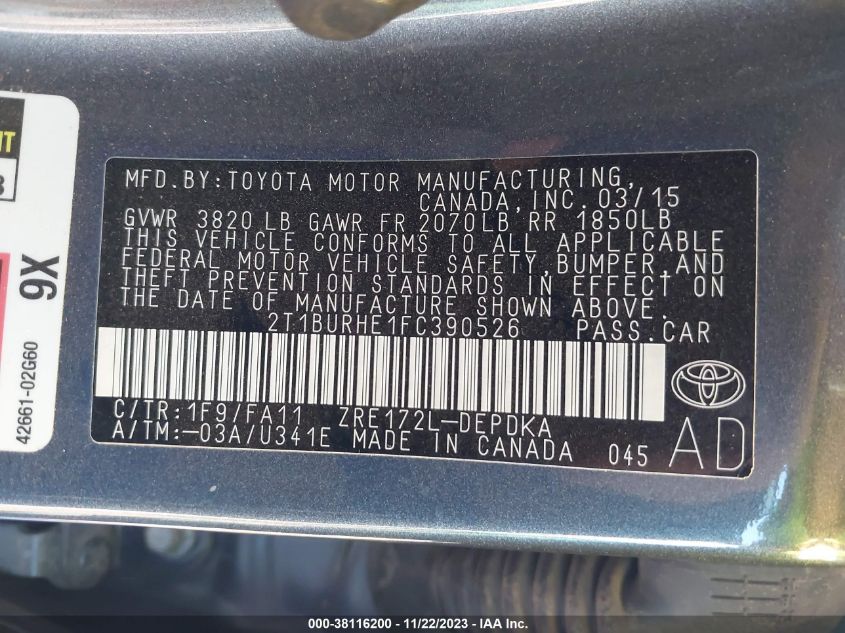 MFD.BY:TOYOTA MOTOR MANUFACTURING,
CANADA,INC. 03/15
GVWR 3820 LB GAWR FR 2070LB RR 1850LB
THIS VEHICLE CONFORMS TO ALL APPLICABLE
FEDERAL MOTOR VEHICLE SAFETY,BUMPER,AND
THEFT PREVENTION STANDARDS IN EFFECT ON
THE DATE OF MANUFACTURE SHOWN ABOVE.
2T1BURHE1FC390526 PASS.CAR
C/TR:1F9/FA11 ZRE172L-DEPDKA
A/TM:-03A/U341E MADE IN CANADA 045
AD
9X
42661-02G60
000-38116200 - 11/22/2023 - IAA Inc.